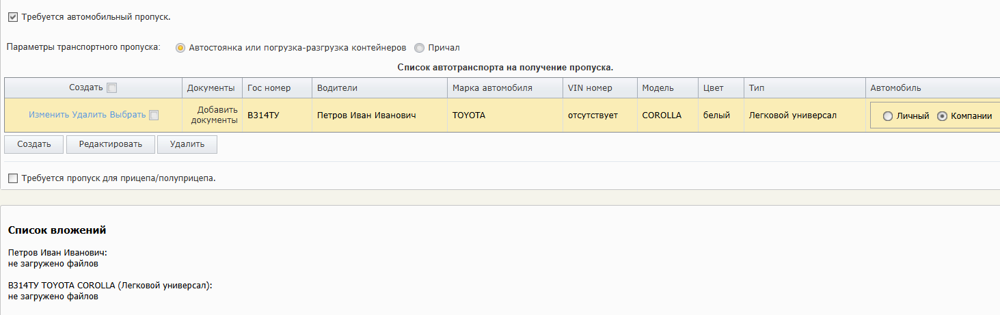 Требуется автомобильный пропуск.
Параметры транспортного пропуска: Автостоянка или погрузка-разгрузка контейнеров Причал
Список автотранспорта на получение пропуска.
Создать Документы Гос номер Водители Марка автомобиля VIN номер Модель Цвет Тип Автомобиль
Изменить Удалить Выбрать Добавить документы В314ТУ Петров Иван Иванович TOYOTA отсутствует COROLLA белый Легковой универсал Личный Компании
Создать Редактировать Удалить
Требуется пропуск для прицепа/полуприцепа.
Список вложений
Петров Иван Иванович:
не загружено файлов
В314ТУ TOYOTA COROLLA (Легковой универсал):
не загружено файлов